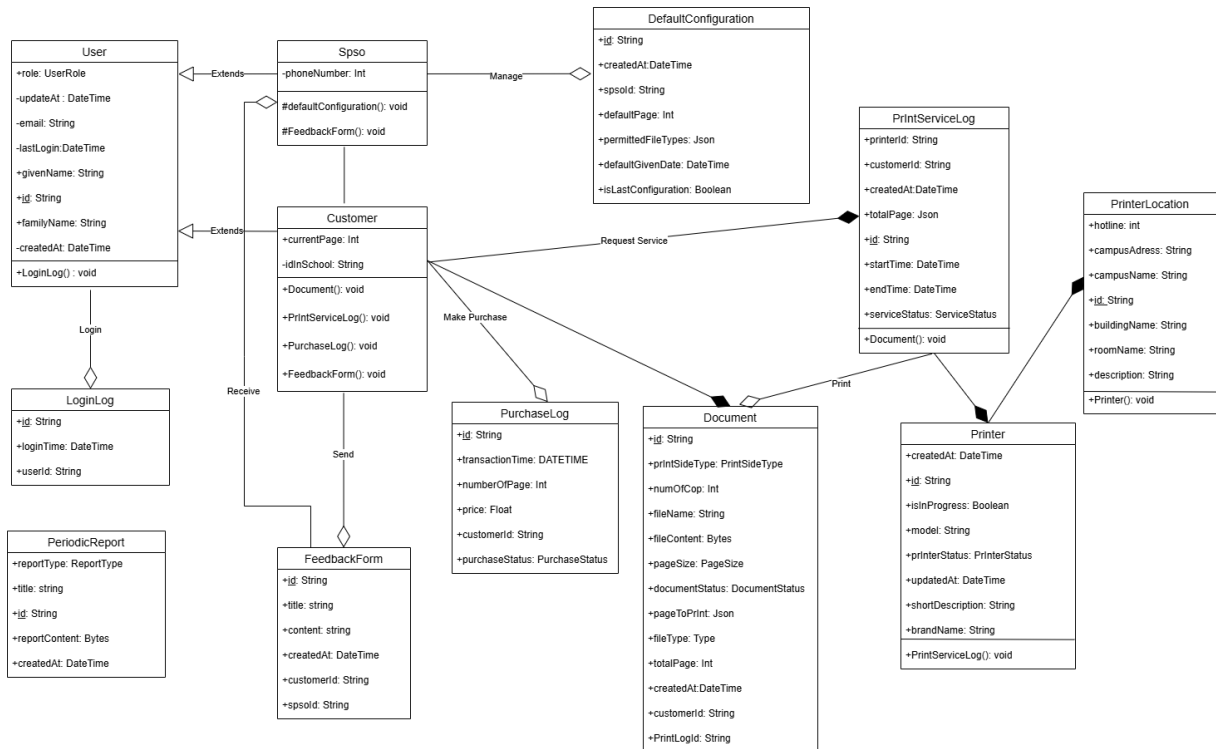 User
+role: UserRole
-updateAt : DateTime
-email: String
-lastLogin:DateTime
+givenName: String
+id: String
+familyName: String
-createdAt: DateTime
+LoginLog() : void
Extends
Spso
-phoneNumber: Int
#defaultConfiguration(): void
#FeedbackForm(): void
Manage
DefaultConfiguration
+id: String
+createdAt:DateTime
+spsoId: String
+defaultPage: Int
+permittedFileTypes: Json
+defaultGivenDate: DateTime
+isLastConfiguration: Boolean
Extends
Customer
+currentPage: Int
-idInSchool: String
+Document(): void
+PrIntServiceLog(): void
+PurchaseLog(): void
+FeedbackForm(): void
Request Service
PrIntServiceLog
+printerId: String
+customerId: String
+createdAt:DateTime
+totalPage: Json
+id: String
+startTime: DateTime
+endTime: DateTime
+serviceStatus: ServiceStatus
+Document(): void
PrinterLocation
+hotline: int
+campusAdress: String
+campusName: String
+id: String
+buildingName: String
+roomName: String
+description: String
+Printer(): void
Login
Make Purchase
Receive
Print
Send
LoginLog
+id: String
+loginTime: DateTime
+userId: String
PurchaseLog
+id: String
+transactionTime: DATETIME
+numberOfPage: Int
+price: Float
+customerId: String
+purchaseStatus: PurchaseStatus
Document
+id: String
+prIntSideType: PrintSideType
+numOfCop: Int
+fileName: String
+fileContent: Bytes
+pageSize: PageSize
+documentStatus: DocumentStatus
+pageToPrInt: Json
+fileType: Type
+totalPage: Int
+createdAt:DateTime
+customerId: String
+PrintLogId: String
Printer
+createdAt: DateTime
+id: String
+isInProgress: Boolean
+model: String
+prInterStatus: PrInterStatus
+updatedAt: DateTime
+shortDescription: String
+brandName: String
+PrintServiceLog(): void
PeriodicReport
+reportType: ReportType
+title: string
+id: String
+reportContent: Bytes
+createdAt: DateTime
FeedbackForm
+id: String
+title: string
+content: string
+createdAt: DateTime
+customerId: String
+spsoId: String